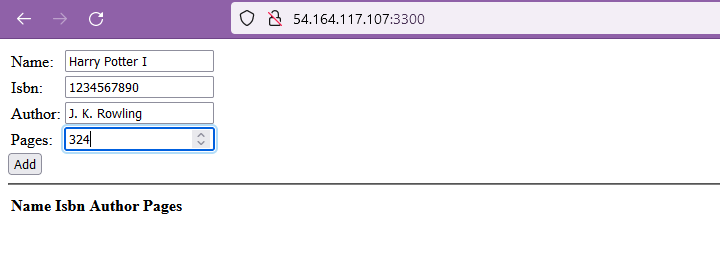 54.164.117.107:3300
Name: Harry Potter I
Isbn: 1234567890
Author: J. K. Rowling
Pages: 324
Add
Name Isbn Author Pages